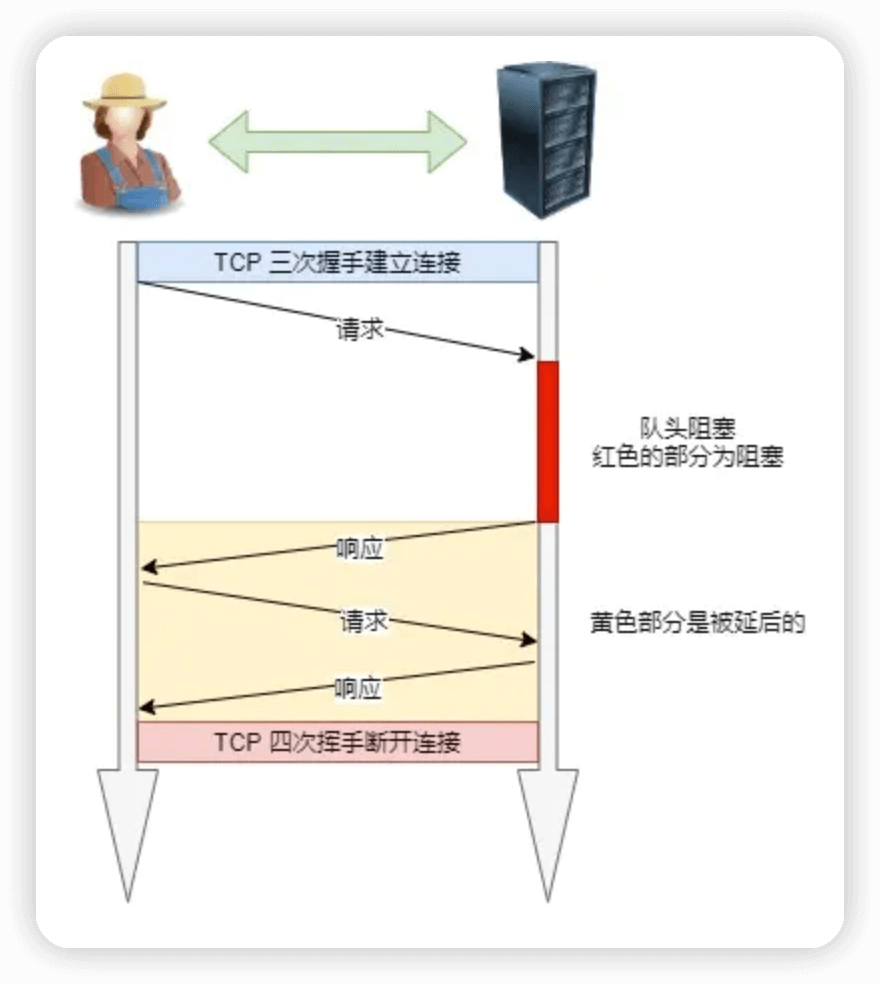 TCP 三次握手建立连接
请求
队头阻塞
红色的部分为阻塞
响应
请求
黄色部分是被延后的
响应
TCP 四次挥手断开连接